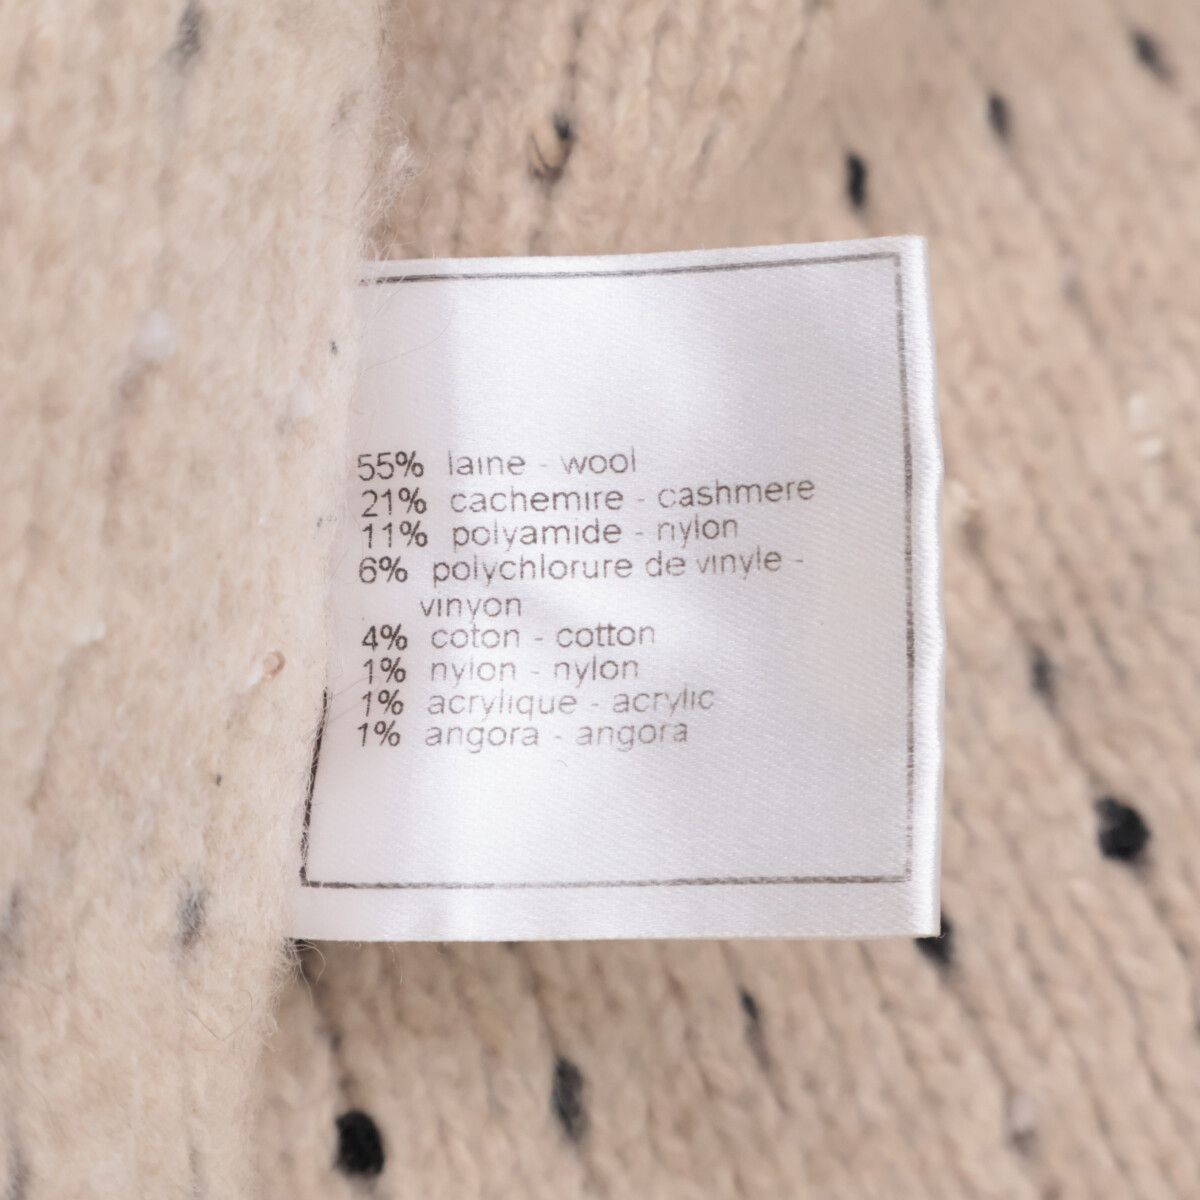 55% laine - wool
21% cachemire - cashmere
11% polyamide - nylon
6% polychlorure de vinyle -
vinyon
4% coton - cotton
1% nylon - nylon
1% acrylique - acrylic
1% angora - angora